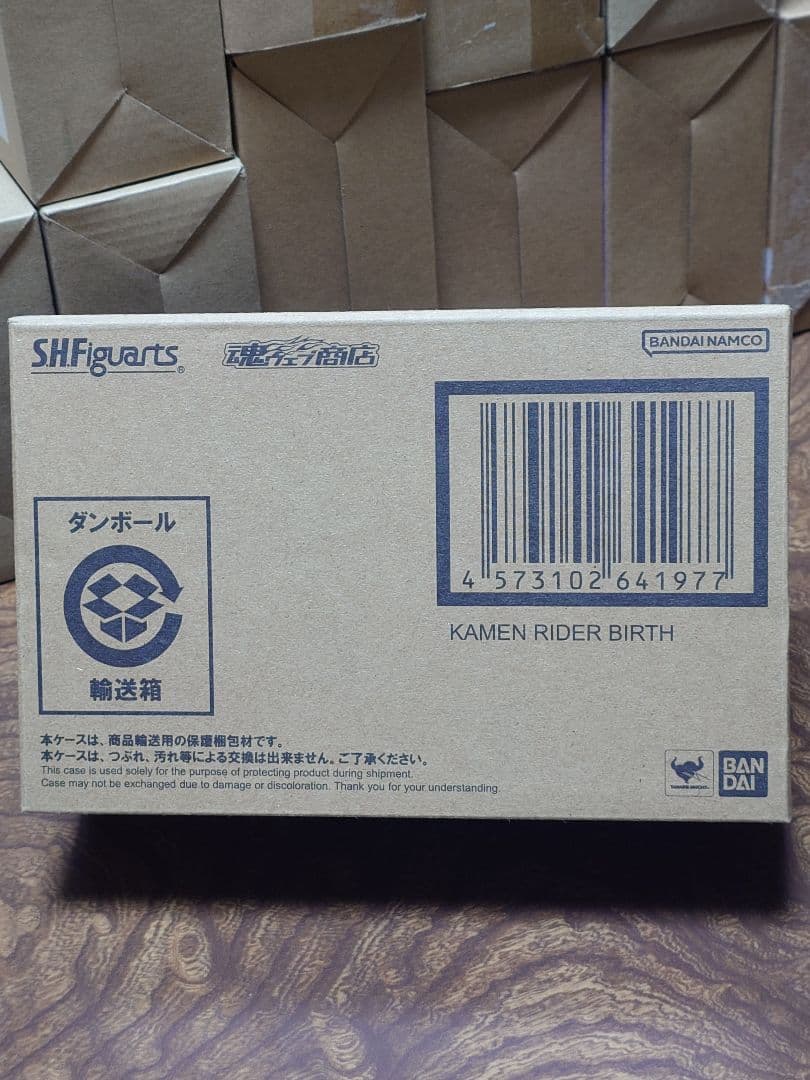 S.H.Figuarts®
魂ウェブ商店
BANDAI NAMCO
4 573102 641977
KAMEN RIDER BIRTH
ダンボール
輸送箱
本ケースは、商品輸送用の保護梱包材です。
本ケースは、つぶれ、汚れ等による交換は出来ません。ご了承ください。
This case is used solely for the purpose of protecting product during shipment.
Case may not be exchanged due to damage or discoloration. Thank you for your understanding.
TAMASHII NATIONS
BAN
DAI